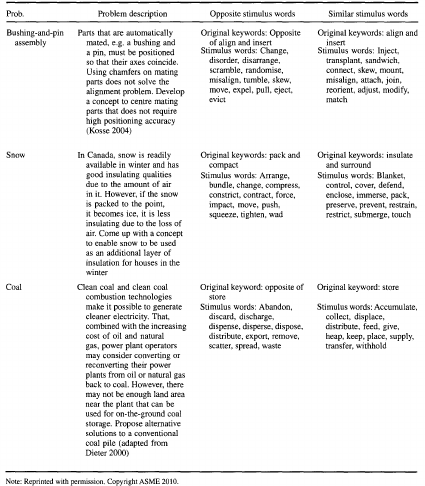 Prob.
Problem description
Opposite stimulus words
Similar stimulus words
Bushing-and-pin
assembly
Parts that are automatically
mated, e.g. a bushing and
a pin, must be positioned
so that their axes coincide.
Using chamfers on mating
parts does not solve the
alignment problem. Develop
a concept to centre mating
parts that does not require
high positioning accuracy
(Kosse 2004)
Original keywords: Opposite
of align and insert
Stimulus words: Change,
disorder, disarrange,
scramble, randomise,
misalign, tumble, skew,
move, expel, pull, eject,
evict
Original keywords: align and
insert
Stimulus words: Inject,
transplant, sandwich,
connect, skew, mount,
misalign, attach, join,
reorient, adjust, modify,
match
Snow
In Canada, snow is readily
available in winter and has
good insulating qualities
due to the amount of air
in it. However, if the snow
is packed to the point,
it becomes ice, it is less
insulating due to the loss of
air. Come up with a concept
to enable snow to be used
as an additional layer of
insulation for houses in the
winter
Original keywords: pack and
compact
Stimulus words: Arrange,
bundle, change, compress,
constrict, contract, force,
impact, move, push,
squeeze, tighten, wad
Original keywords: insulate
and surround
Stimulus words: Blanket,
control, cover, defend,
enclose, immerse, pack,
preserve, prevent, restrain,
restrict, submerge, touch
Coal
Clean coal and clean coal
combustion technologies
make it possible to generate
cleaner electricity. That,
combined with the increasing
cost of oil and natural
gas, power plant operators
may consider converting or
reconverting their power
plants from oil or natural gas
back to coal. However, there
may not be enough land area
near the plant that can be
used for on-the-ground coal
storage. Propose alternative
solutions to a conventional
coal pile (adapted from
Dieter 2000)
Original keyword: opposite of
store
Stimulus words: Abandon,
discard, discharge,
dispense, disperse, dispose,
distribute, export, remove,
scatter, spread, waste
Original keyword: store
Stimulus words: Accumulate,
collect, displace,
distribute, feed, give,
heap, keep, place, supply,
transfer, withhold
Note: Reprinted with permission. Copyright ASME 2010.